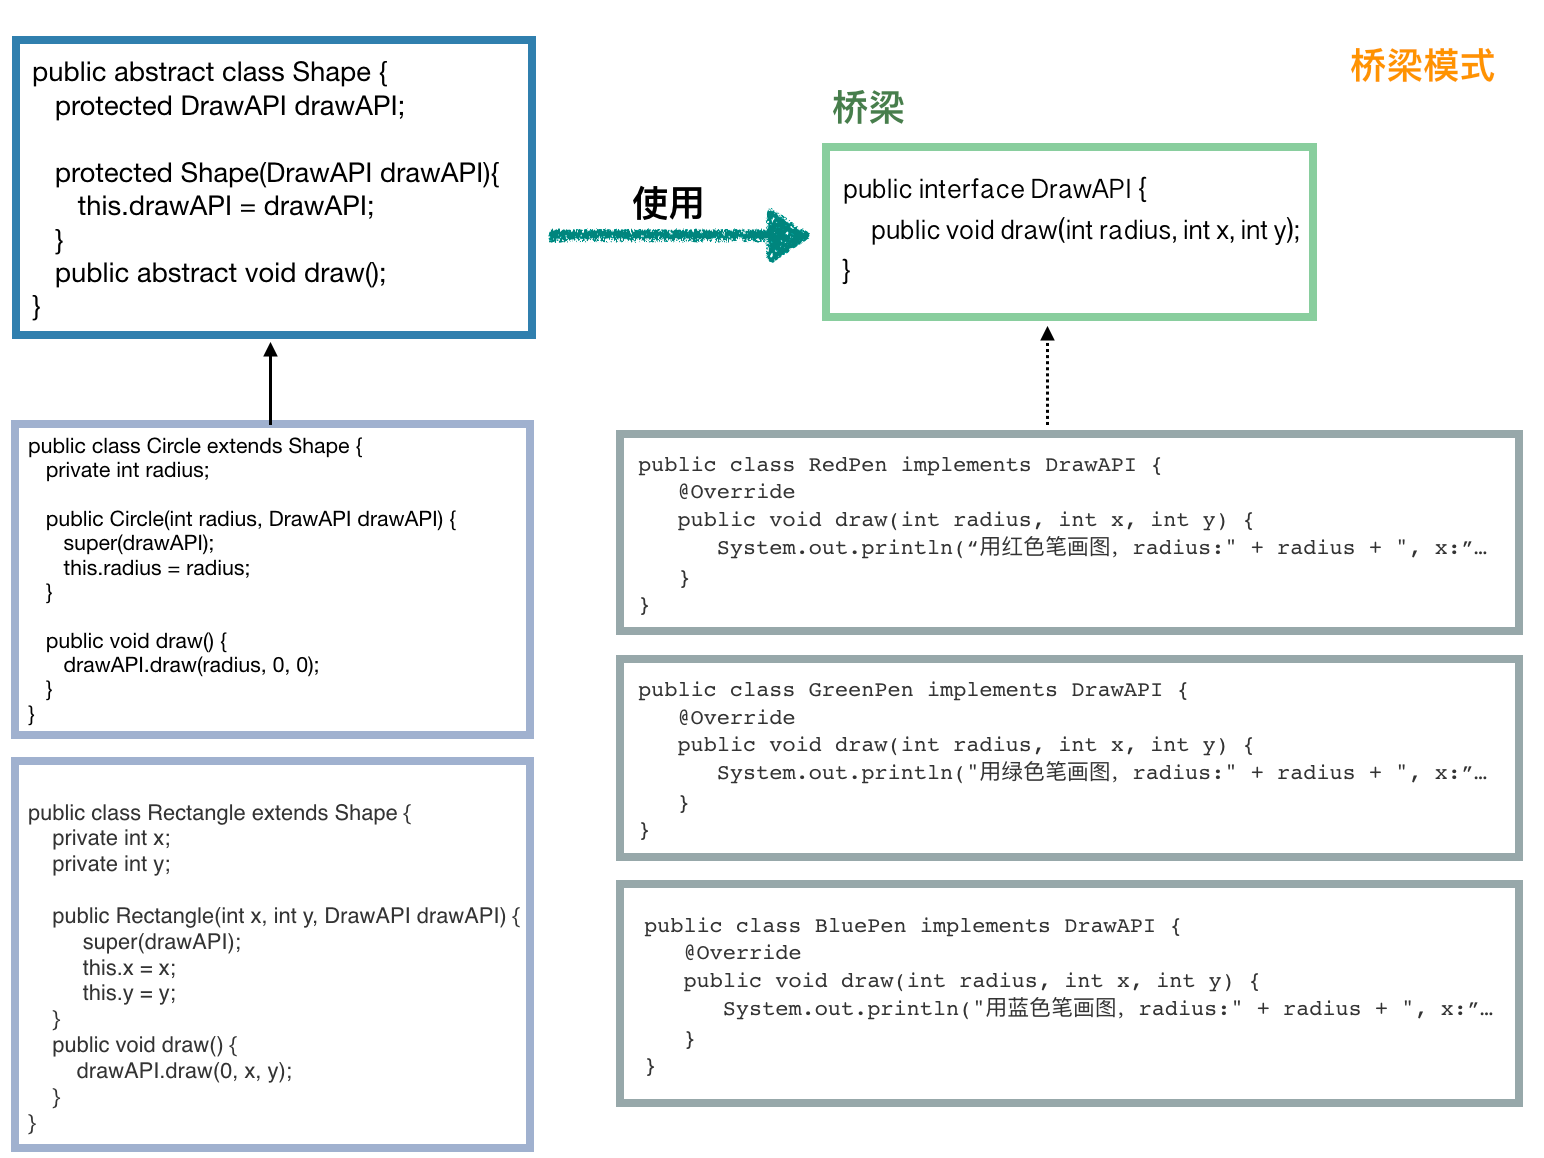 桥梁模式
public abstract class Shape {
protected DrawAPI drawAPI;
protected Shape(DrawAPI drawAPI){
this.drawAPI = drawAPI;
}
public abstract void draw();
}
使用
桥梁
public interface DrawAPI {
public void draw(int radius, int x, int y);
}
public class Circle extends Shape {
private int radius;
public Circle(int radius, DrawAPI drawAPI) {
super(drawAPI);
this.radius = radius;
}
public void draw() {
drawAPI.draw(radius, 0, 0);
}
}
public class Rectangle extends Shape {
private int x;
private int y;
public Rectangle(int x, int y, DrawAPI drawAPI) {
super(drawAPI);
this.x = x;
this.y = y;
}
public void draw() {
drawAPI.draw(0, x, y);
}
}
public class RedPen implements DrawAPI {
@Override
public void draw(int radius, int x, int y) {
System.out.println(“用红色笔画图，radius:" + radius + ", x:”…
}
}
public class GreenPen implements DrawAPI {
@Override
public void draw(int radius, int x, int y) {
System.out.println("用绿色笔画图，radius:" + radius + ", x:”…
}
}
public class BluePen implements DrawAPI {
@Override
public void draw(int radius, int x, int y) {
System.out.println("用蓝色笔画图，radius:" + radius + ", x:”…
}
}